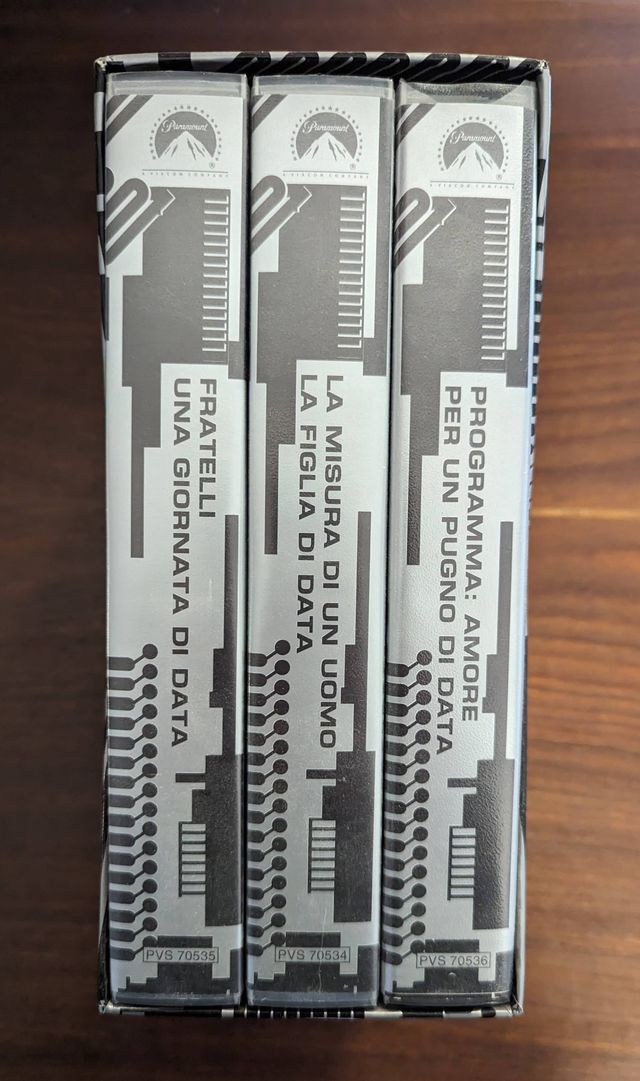 Paramount
®
A VIACOM COMPANY
FRATELLI
UNA GIORNATA DI DATA
PVS 70535
Paramount
®
A VIACOM COMPANY
LA MISURA DI UN UOMO
LA FIGLIA DI DATA
PVS 70534
Paramount
®
A VIACOM COMPANY
PROGRAMMA: AMORE
PER UN PUGNO DI DATA
PVS 70536